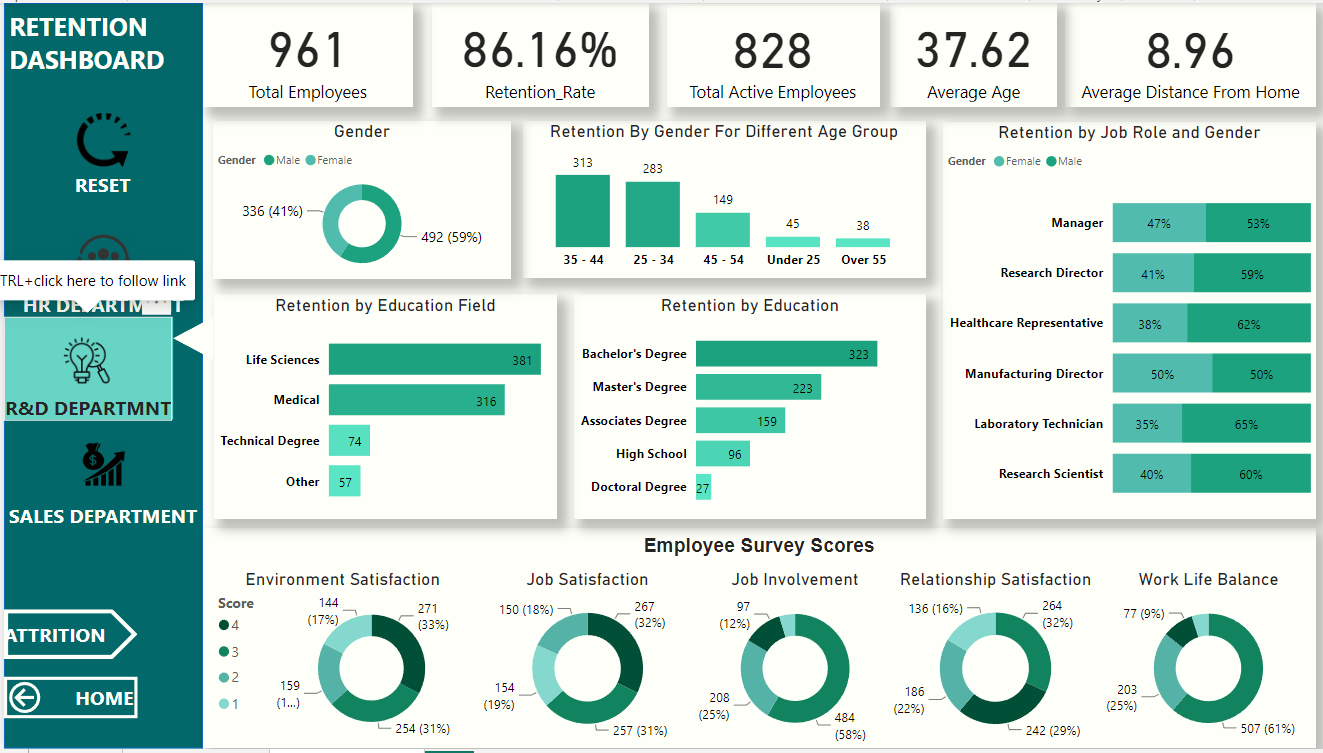 RETENTION
DASHBOARD
RESET
TRL+click here to follow link
HR DEPARTM T
R&D DEPARTMNT
SALES DEPARTMENT
ATTRITION
HOME
961
Total Employees
86.16%
Retention_Rate
828
Total Active Employees
37.62
Average Age
8.96
Average Distance From Home
Gender
Gender Male Female
336 (41%)
492 (59%)
Retention By Gender For Different Age Group
313
283
149
45
38
35 - 44
25 - 34
45 - 54
Under 25
Over 55
Retention by Job Role and Gender
Gender Female Male
Manager 47% 53%
Research Director 41% 59%
Healthcare Representative 38% 62%
Manufacturing Director 50% 50%
Laboratory Technician 35% 65%
Research Scientist 40% 60%
Retention by Education Field
Life Sciences 381
Medical 316
Technical Degree 74
Other 57
Retention by Education
Bachelor's Degree 323
Master's Degree 223
Associates Degree 159
High School 96
Doctoral Degree 27
Employee Survey Scores
Score
4
3
2
1
Environment Satisfaction
144
(17%)
271
(33%)
159
(1...)
254 (31%)
Job Satisfaction
150 (18%)
267
(32%)
154
(19%)
257 (31%)
Job Involvement
97
(12%)
208
(25%)
484
(58%)
Relationship Satisfaction
136 (16%)
264
(32%)
186
(22%)
242 (29%)
Work Life Balance
77 (9%)
203
(25%)
507 (61%)